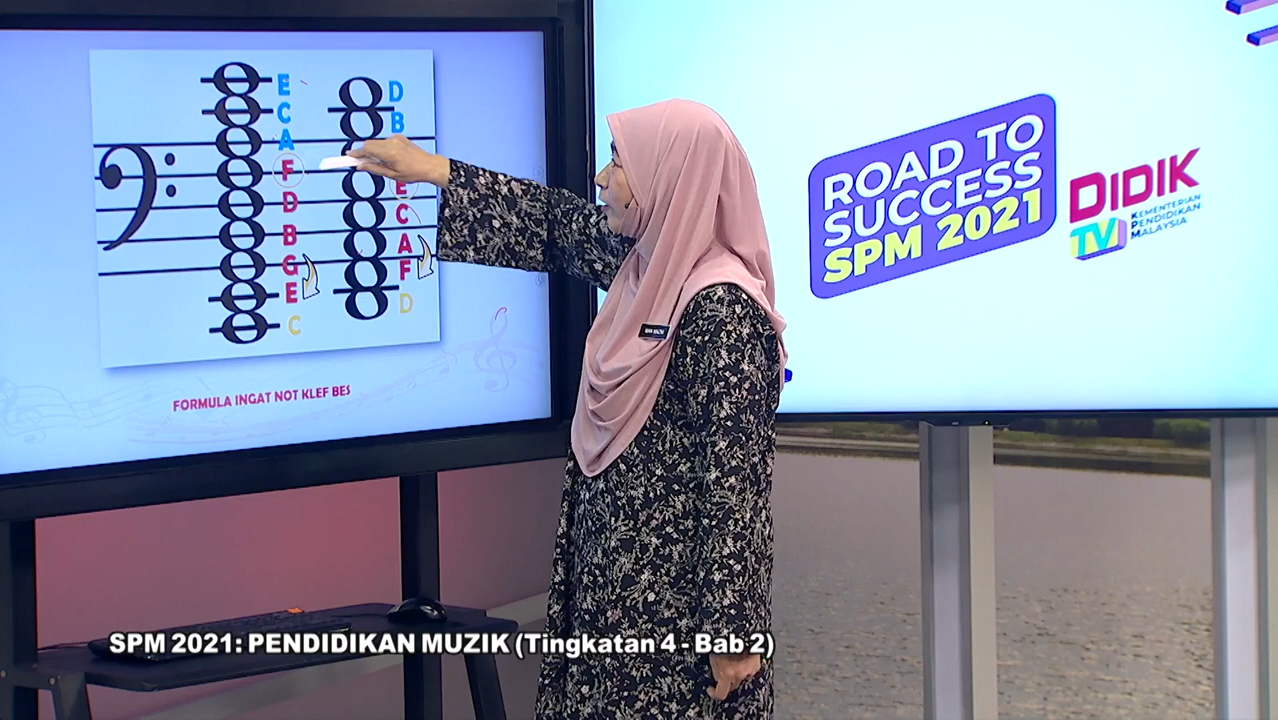 E
C
A
F
D
B
G
E
C
D
B
E
C
A
F
D
FORMULA INGAT NOT KLEF BES
ROAD TO
SUCCESS
SPM 2021
DIDIK
TV
KEMENTERIAN
PENDIDIKAN
MALAYSIA
SPM 2021: PENDIDIKAN MUZIK (Tingkatan 4 - Bab 2)